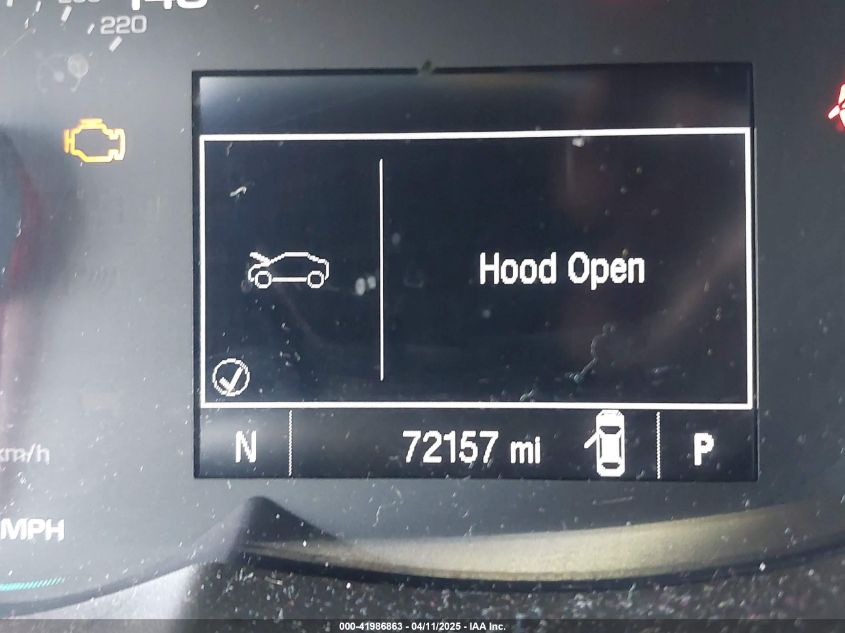 220
Hood Open
N 72157 mi P
km/h
MPH
000-41986863 - 04/11/2025 - IAA Inc.